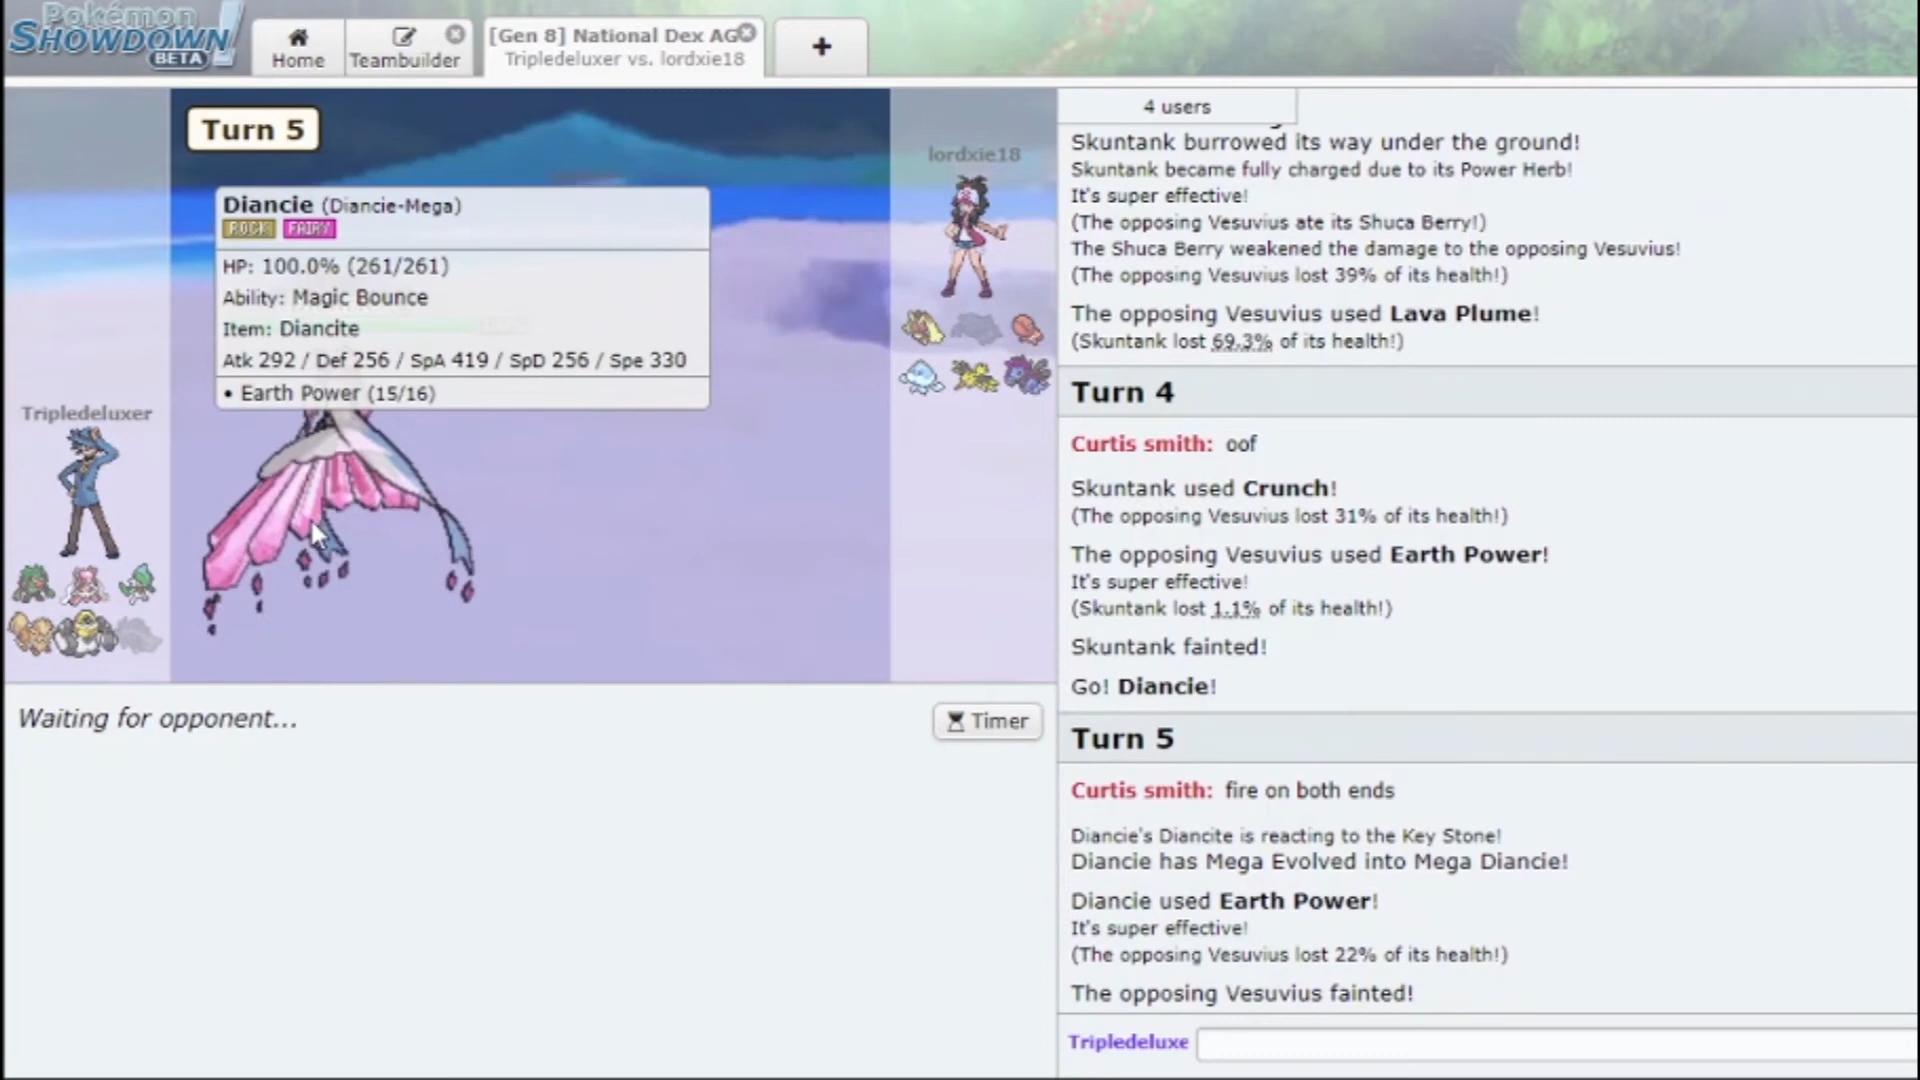 Pokémon
SHOWDOWN!
BETA
Home
Teambuilder
[Gen 8] National Dex AG
Tripledeluxer vs. lordxie18
+
Turn 5
lordxie18
Diancie (Diancie-Mega)
ROCK FAIRY
HP: 100.0% (261/261)
Ability: Magic Bounce
Item: Diancite
Atk 292 / Def 256 / SpA 419 / SpD 256 / Spe 330
• Earth Power (15/16)
Tripledeluxer
Waiting for opponent...
Timer
4 users
Skuntank burrowed its way under the ground!
Skuntank became fully charged due to its Power Herb!
It's super effective!
(The opposing Vesuvius ate its Shuca Berry!)
The Shuca Berry weakened the damage to the opposing Vesuvius!
(The opposing Vesuvius lost 39% of its health!)
The opposing Vesuvius used Lava Plume!
(Skuntank lost 69.3% of its health!)
Turn 4
Curtis smith: oof
Skuntank used Crunch!
(The opposing Vesuvius lost 31% of its health!)
The opposing Vesuvius used Earth Power!
It's super effective!
(Skuntank lost 1.1% of its health!)
Skuntank fainted!
Go! Diancie!
Turn 5
Curtis smith: fire on both ends
Diancie's Diancite is reacting to the Key Stone!
Diancie has Mega Evolved into Mega Diancie!
Diancie used Earth Power!
It's super effective!
(The opposing Vesuvius lost 22% of its health!)
The opposing Vesuvius fainted!
Tripledeluxe